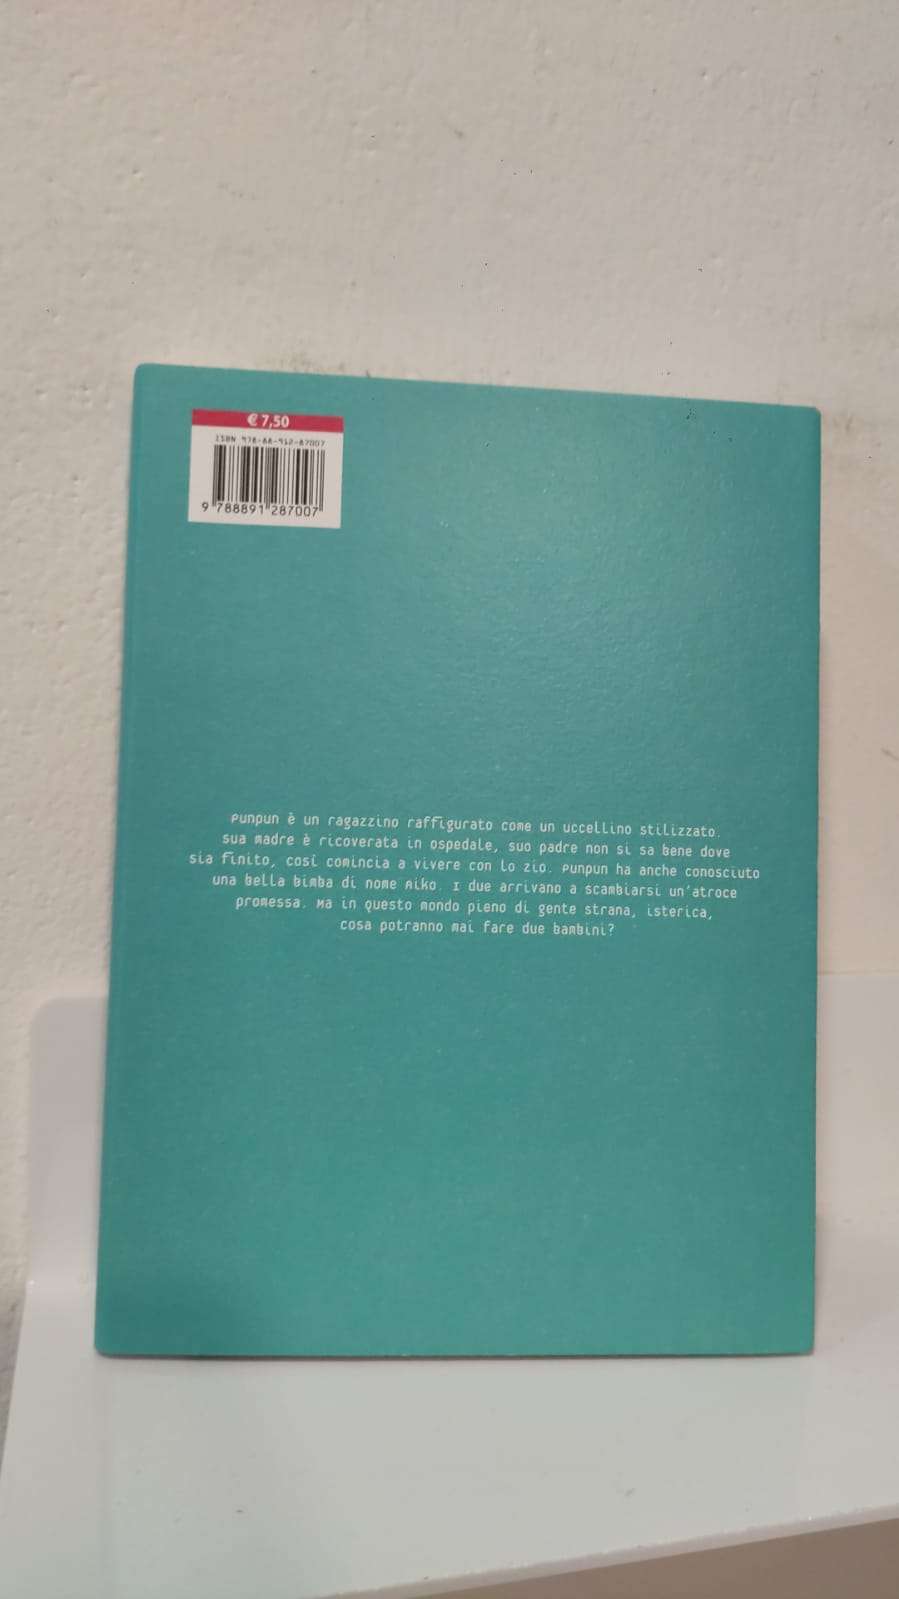 € 7,50
ISBN 978-88-912-87007
9 788891 287007
Punpun è un ragazzino raffigurato come un uccellino stilizzato.
sua madre è ricoverata in ospedale, suo padre non si sa bene dove
sia finito, così comincia a vivere con lo zio. Punpun ha anche conosciuto
una bella bimba di nome Aiko. I due arrivano a scambiarsi un'atroce
promessa. Ma in questo mondo pieno di gente strana, isterica,
cosa potranno mai fare due bambini?